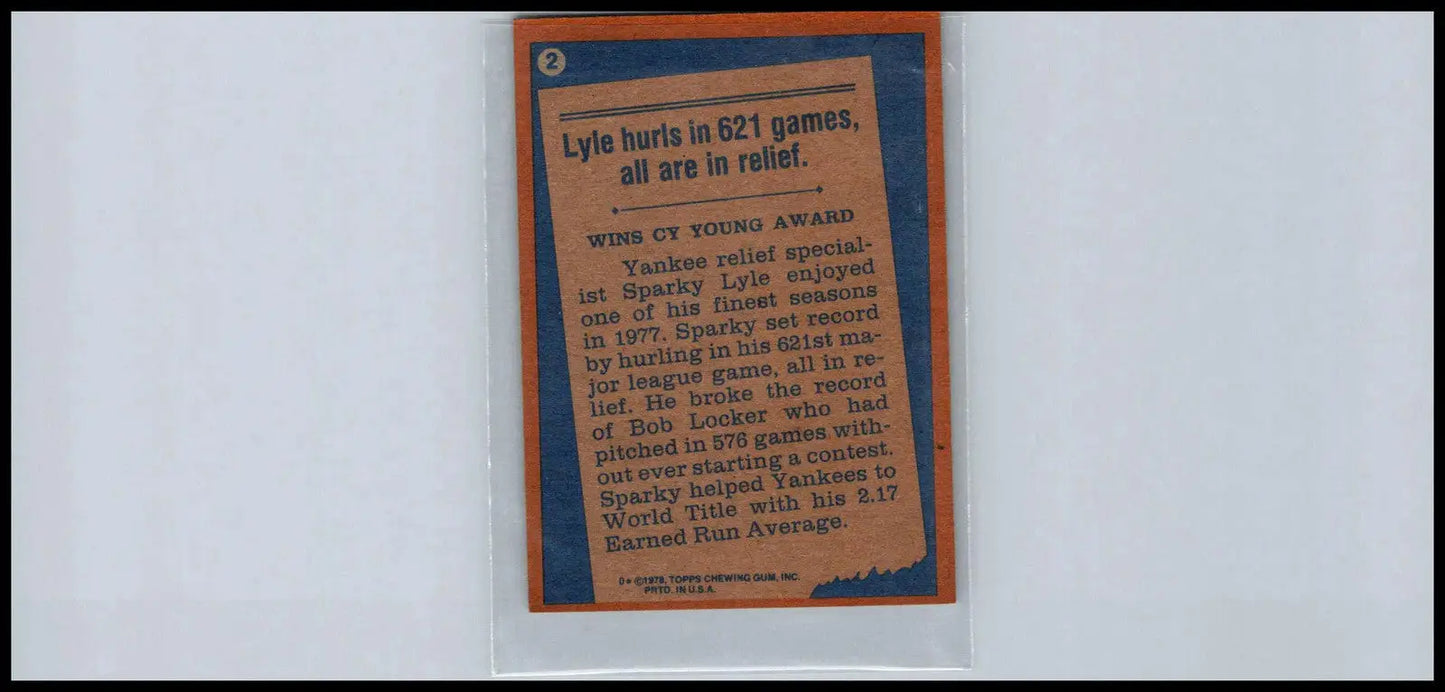 2
Lyle hurls in 621 games,
all are in relief.
WINS CY YOUNG AWARD
Yankee relief special-
ist Sparky Lyle enjoyed
one of his finest seasons
in 1977. Sparky set record
by hurling in his 621st ma-
jor league game, all in re-
lief. He broke the record
of Bob Locker who had
pitched in 576 games with-
out ever starting a contest.
Sparky helped Yankees to
World Title with his 2.17
Earned Run Average.
D* ©1978, TOPPS CHEWING GUM, INC.
PRTD. IN U.S.A.